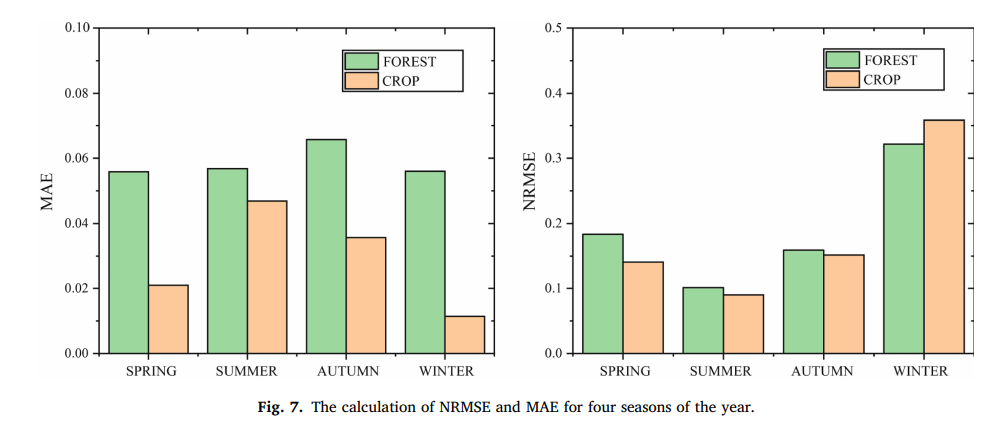 0.10
0.08
0.06
0.04
0.02
0.00
MAE
FOREST
CROP
SPRING SUMMER AUTUMN WINTER
0.5
0.4
0.3
0.2
0.1
0.0
NRMSE
FOREST
CROP
SPRING SUMMER AUTUMN WINTER
Fig. 7. The calculation of NRMSE and MAE for four seasons of the year.